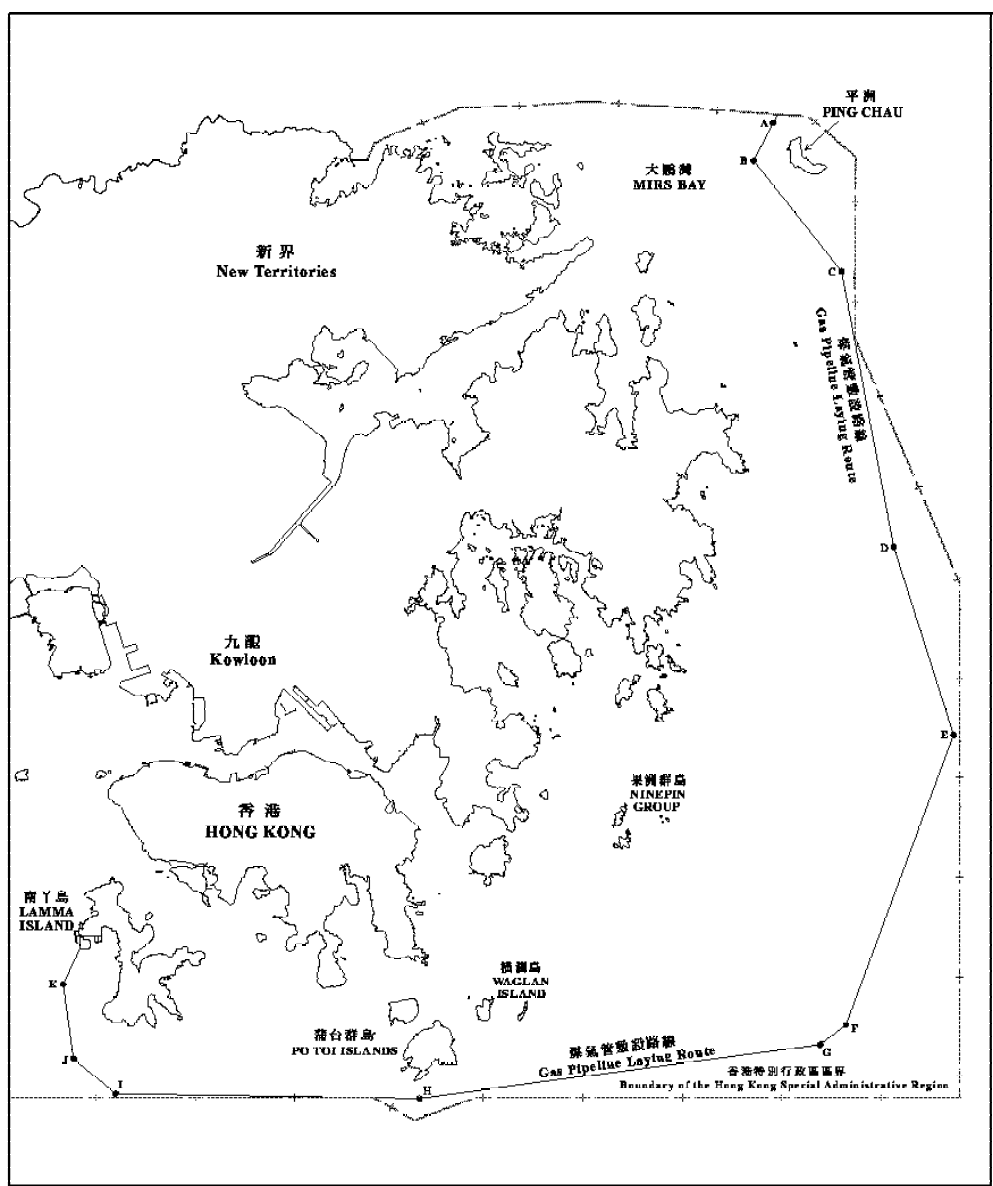 平洲
PING CHAU
A
B
大鵬灣
MIRS BAY
新界
New Territories
C
煤氣管敷設路線
Gas Pipeline Laying Route
D
九龍
Kowloon
E
果洲群島
NINEPIN
GROUP
香港
HONG KONG
南丫島
LAMMA
ISLAND
K
橫瀾島
WAGLAN
ISLAND
蒲台群島
PO TOI ISLANDS
F
G
煤氣管敷設路線
Gas Pipeline Laying Route
J
香港特別行政區區界
Boundary of the Hong Kong Special Administrative Region
I
H